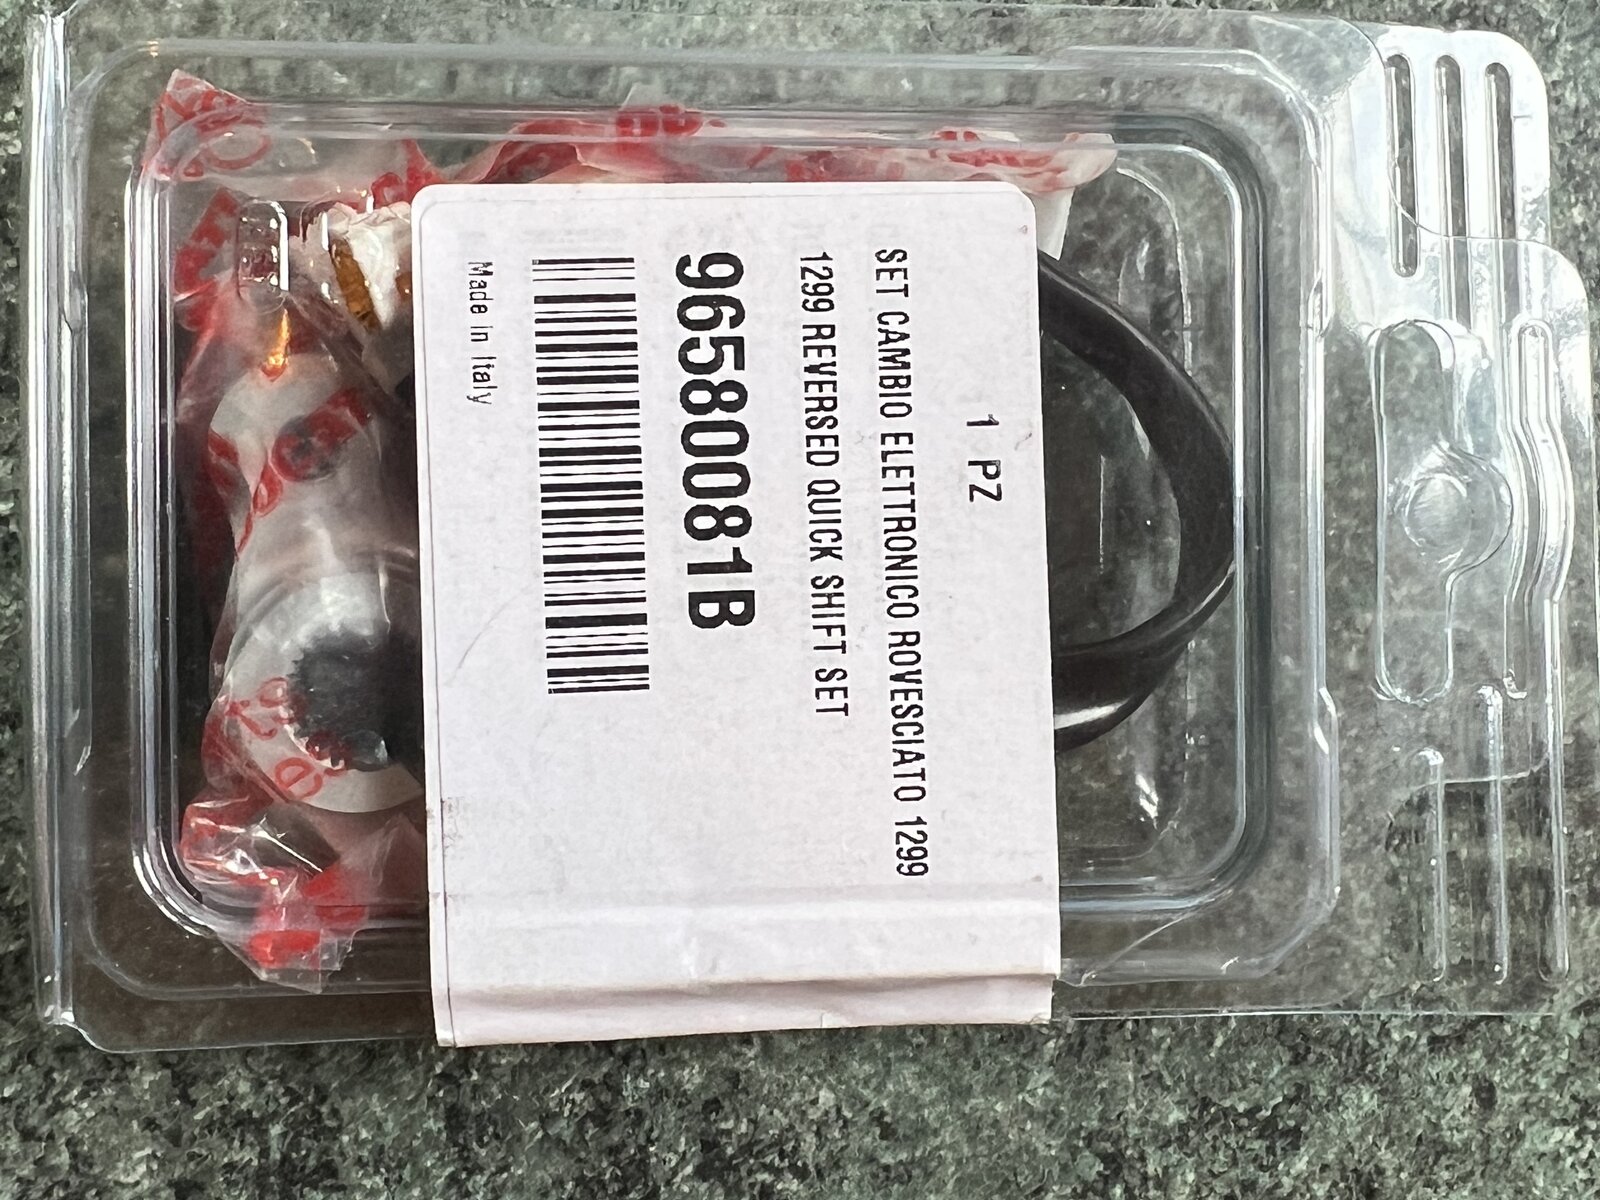 1 PZ
SET CAMBIO ELETTRONICO ROVESCIATO 1299
1299 REVERSED QUICK SHIFT SET
96580081B
Made in Italy